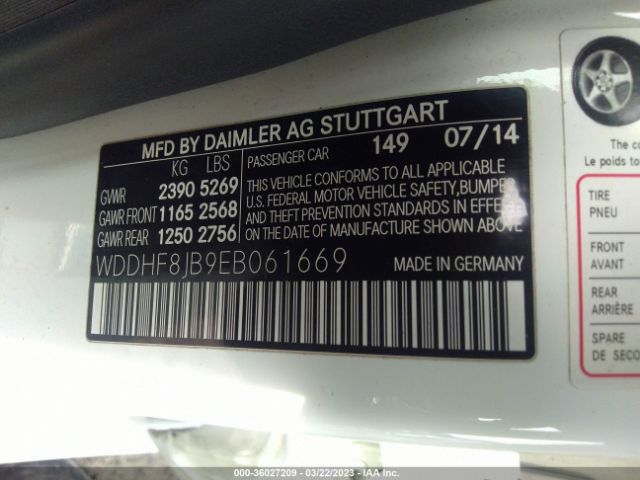 MFD BY DAIMLER AG STUTTGART
KG LBS
GVWR 2390 5269
GAWR FRONT 1165 2568
GAWR REAR 1250 2756
PASSENGER CAR 149 07/14
THIS VEHICLE CONFORMS TO ALL APPLICABLE
U.S. FEDERAL MOTOR VEHICLE SAFETY, BUMPER
AND THEFT PREVENTION STANDARDS IN EFFECT
ON THE DATE OF MANUFACTURE SHOWN ABOVE
WDDHF8JB9EB061669 MADE IN GERMANY
The
Le poids
TIRE
PNEU
FRONT
AVANT
REAR
ARRIÈRE
SPARE
DE
000-36027209 - 03/22/2023 - IAA Inc.